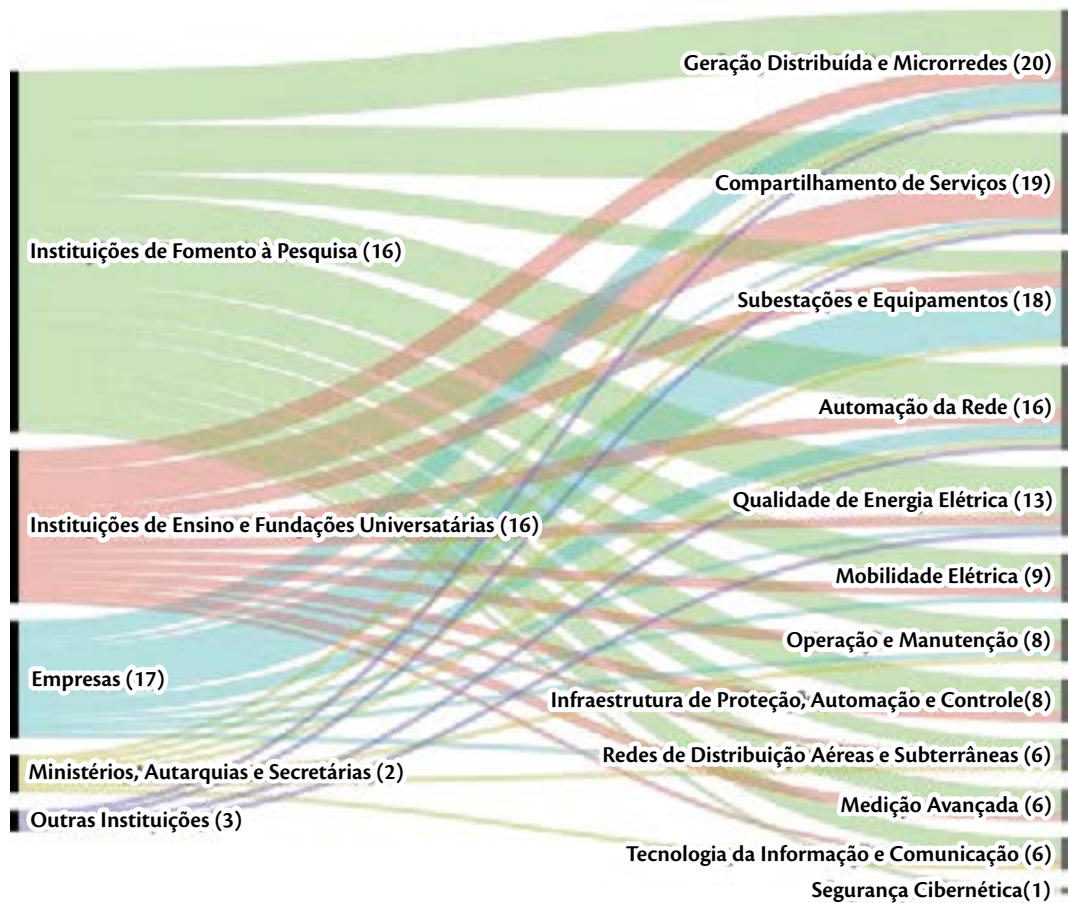 Geração Distribuída e Microrredes (20)
Compartilhamento de Serviços (19)
Instituições de Fomento à Pesquisa (16)
Subestações e Equipamentos (18)
Automação da Rede (16)
Qualidade de Energia Elétrica (13)
Instituições de Ensino e Fundações Universatárias (16)
Mobilidade Elétrica (9)
Operação e Manutenção (8)
Empresas (17)
Infraestrutura de Proteção, Automação e Controle(8)
Redes de Distribuição Aéreas e Subterrâneas (6)
Ministérios, Autarquias e Secretárias (2)
Medição Avançada (6)
Outras Instituições (3)
Tecnologia da Informação e Comunicação (6)
Segurança Cibernética(1)